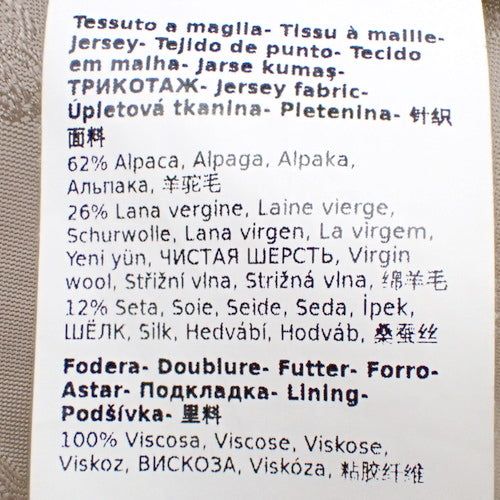 Tessuto a maglia- Tissu à maille-
Jersey- Tejido de punto- Tecido
em malha- Jarse kumaş-
ТРИКОТАЖ- Jersey fabric-
Úpletová tkanina- Pletenina- 针织
面料
62% Alpaca, Alpaga, Alpaka,
Альпака, 羊驼毛
26% Lana vergine, Laine vierge,
Schurwolle, Lana virgen, La virgem,
Yeni yün, ЧИСТАЯ ШЕРСТЬ, Virgin
wool, Střižní vlna, Strižná vlna, 绵羊毛
12% Seta, Soie, Seide, Seda, İpek,
ШЁЛК, Silk, Hedvábí, Hodváb, 桑蚕丝
Fodera- Doublure- Futter- Forro-
Astar- Подкладка- Lining-
Podšívka- 里料
100% Viscosa, Viscose, Viskose,
Viskoz, ВИСКОЗА, Viskóza, 粘胶纤维